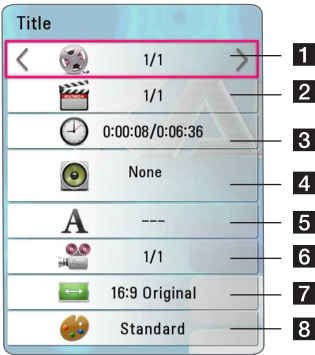 Title
1/1 1
1/1 2
0:00:08/0:06:36 3
None 4
A --- 5
1/1 6
16:9 Original 7
Standard 8